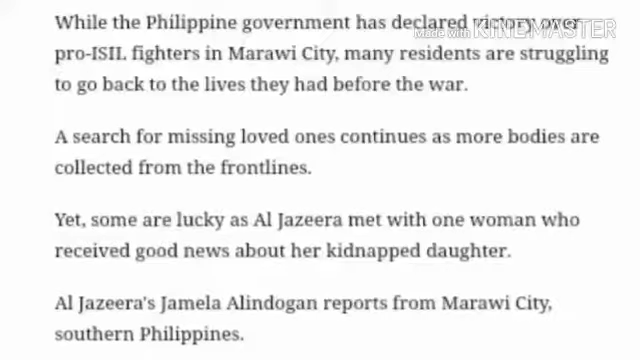 While the Philippine government has declared victory over
Made with KINEMASTER
pro-ISIL fighters in Marawi City, many residents are struggling
to go back to the lives they had before the war.
A search for missing loved ones continues as more bodies are
collected from the frontlines.
Yet, some are lucky as Al Jazeera met with one woman who
received good news about her kidnapped daughter.
Al Jazeera's Jamela Alindogan reports from Marawi City,
southern Philippines.